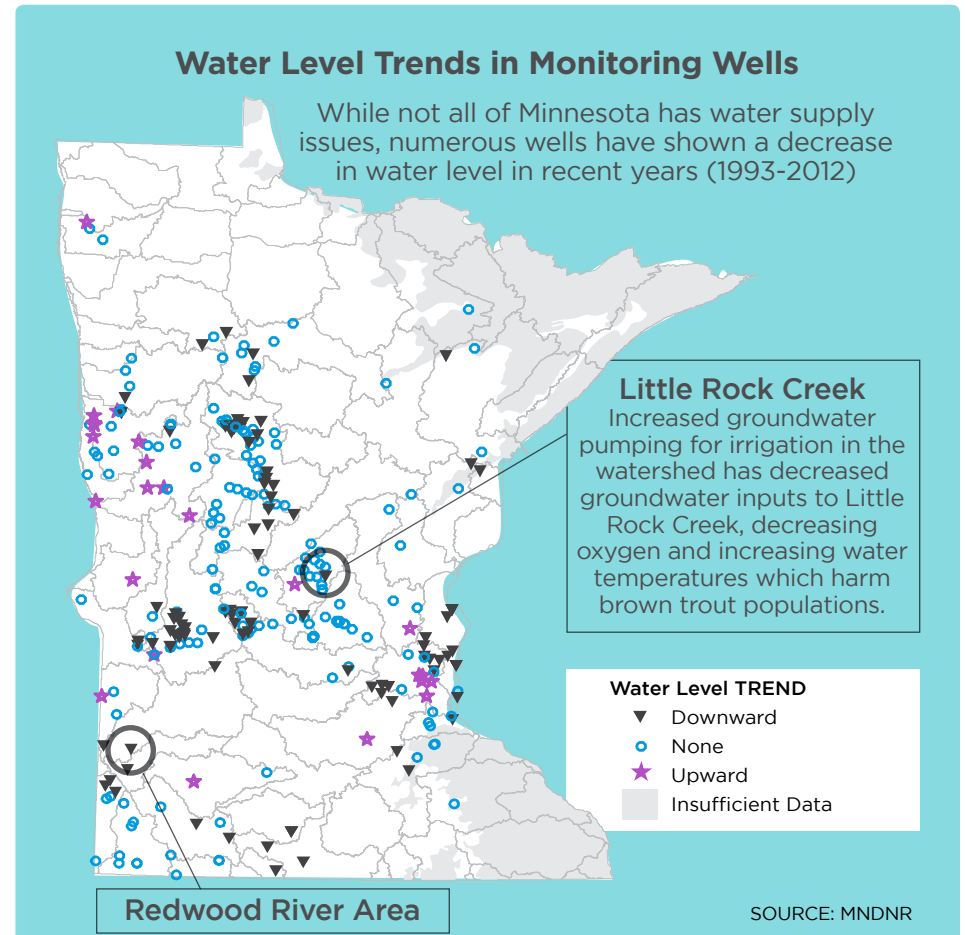 Water Level Trends in Monitoring Wells
While not all of Minnesota has water supply
issues, numerous wells have shown a decrease
in water level in recent years (1993-2012)
Little Rock Creek
Increased groundwater
pumping for irrigation in the
watershed has decreased
groundwater inputs to Little
Rock Creek, decreasing
oxygen and increasing water
temperatures which harm
brown trout populations.
Water Level TREND
Downward
None
Upward
Insufficient Data
Redwood River Area
SOURCE: MNDNR